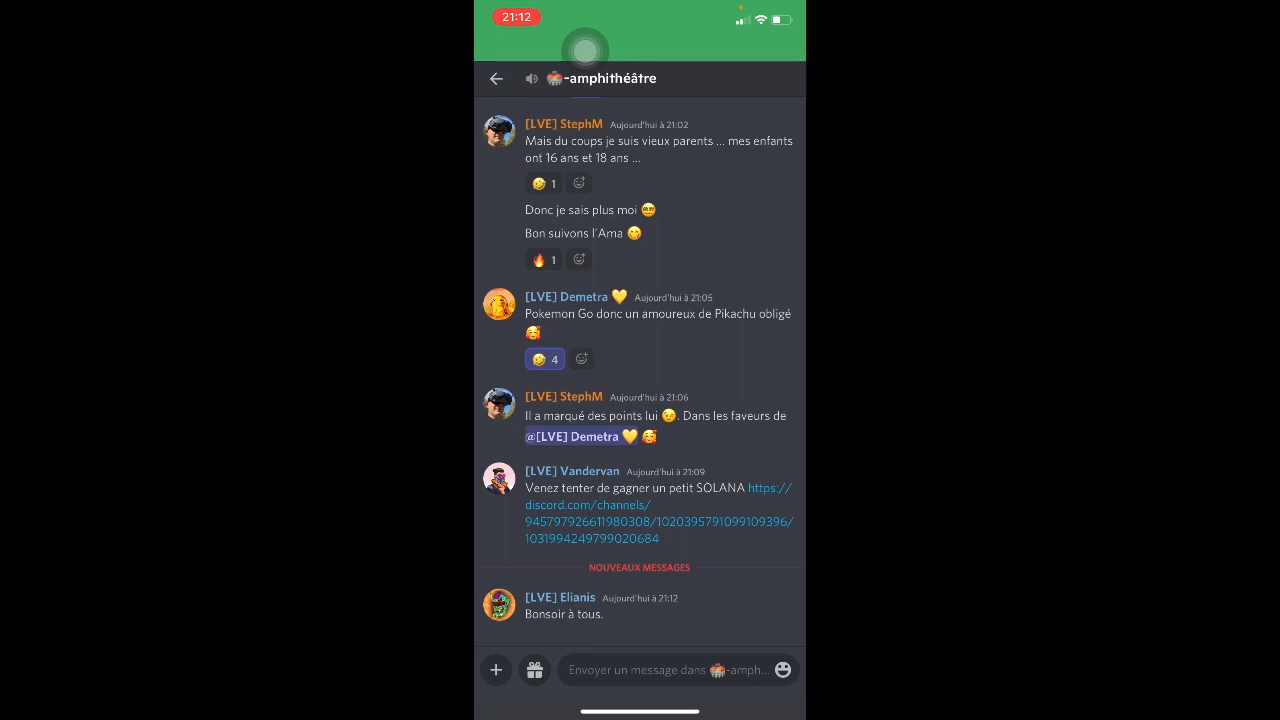 21:12
-amphithéâtre
[LVE] StephM Aujourd'hui à 21:02
Mais du coups je suis vieux parents ... mes enfants
ont 16 ans et 18 ans ...
1
Donc je sais plus moi
Bon suivons l'Ama
1
[LVE] Demetra 💛 Aujourd'hui à 21:05
Pokemon Go donc un amoureux de Pikachu obligé
🥰
🤣 4
[LVE] StephM Aujourd'hui à 21:06
Il a marqué des points lui 😉. Dans les faveurs de
@[LVE] Demetra 💛 🥰
[LVE] Vandervan Aujourd'hui à 21:09
Venez tenter de gagner un petit SOLANA https://
discord.com/channels/
945797926611980308/1020395791099109396/
1031994249799020684
NOUVEAUX MESSAGES
[LVE] Elianis Aujourd'hui à 21:12
Bonsoir à tous.
Envoyer un message dans -amph...